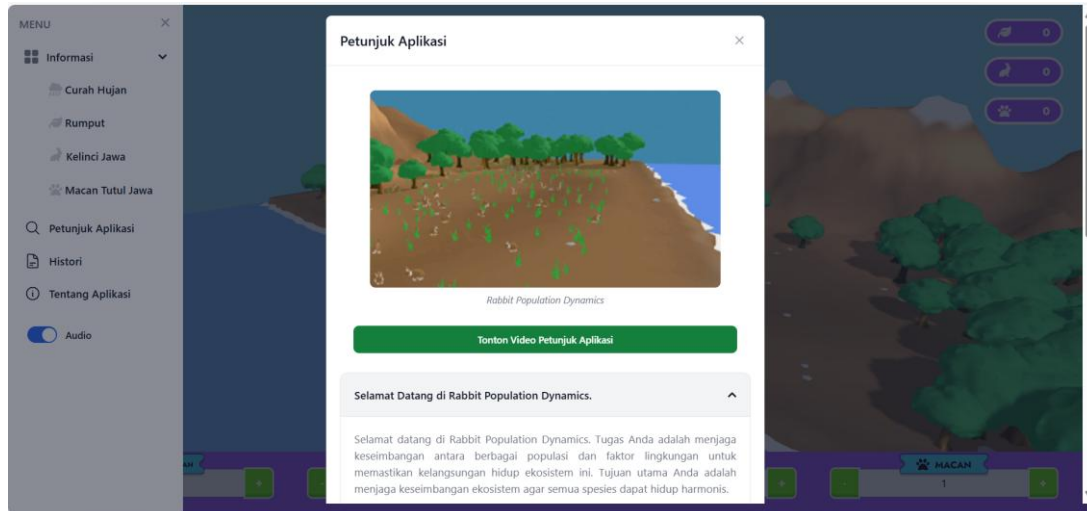 MENU
Informasi
Curah Hujan
Rumput
Kelinci Jawa
Macan Tutul Jawa
Petunjuk Aplikasi
Histori
Tentang Aplikasi
Audio
Petunjuk Aplikasi
Rabbit Population Dynamics
Tonton Video Petunjuk Aplikasi
Selamat Datang di Rabbit Population Dynamics.
Selamat datang di Rabbit Population Dynamics. Tugas Anda adalah menjaga
keseimbangan antara berbagai populasi dan faktor lingkungan untuk
memastikan kelangsungan hidup ekosistem ini. Tujuan utama Anda adalah
menjaga keseimbangan ekosistem agar semua spesies dapat hidup harmonis.
0
0
0
MACAN
1